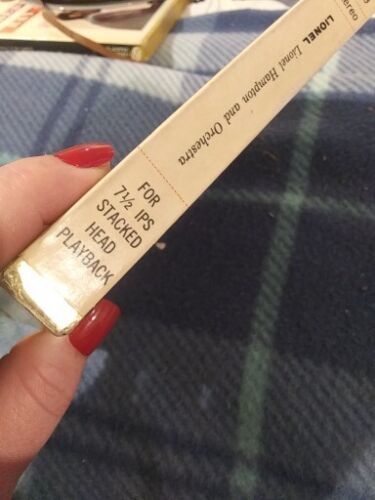 LIONEL Lionel Hampton and Orchestra
FOR
7½ IPS
STACKED
HEAD
PLAYBACK